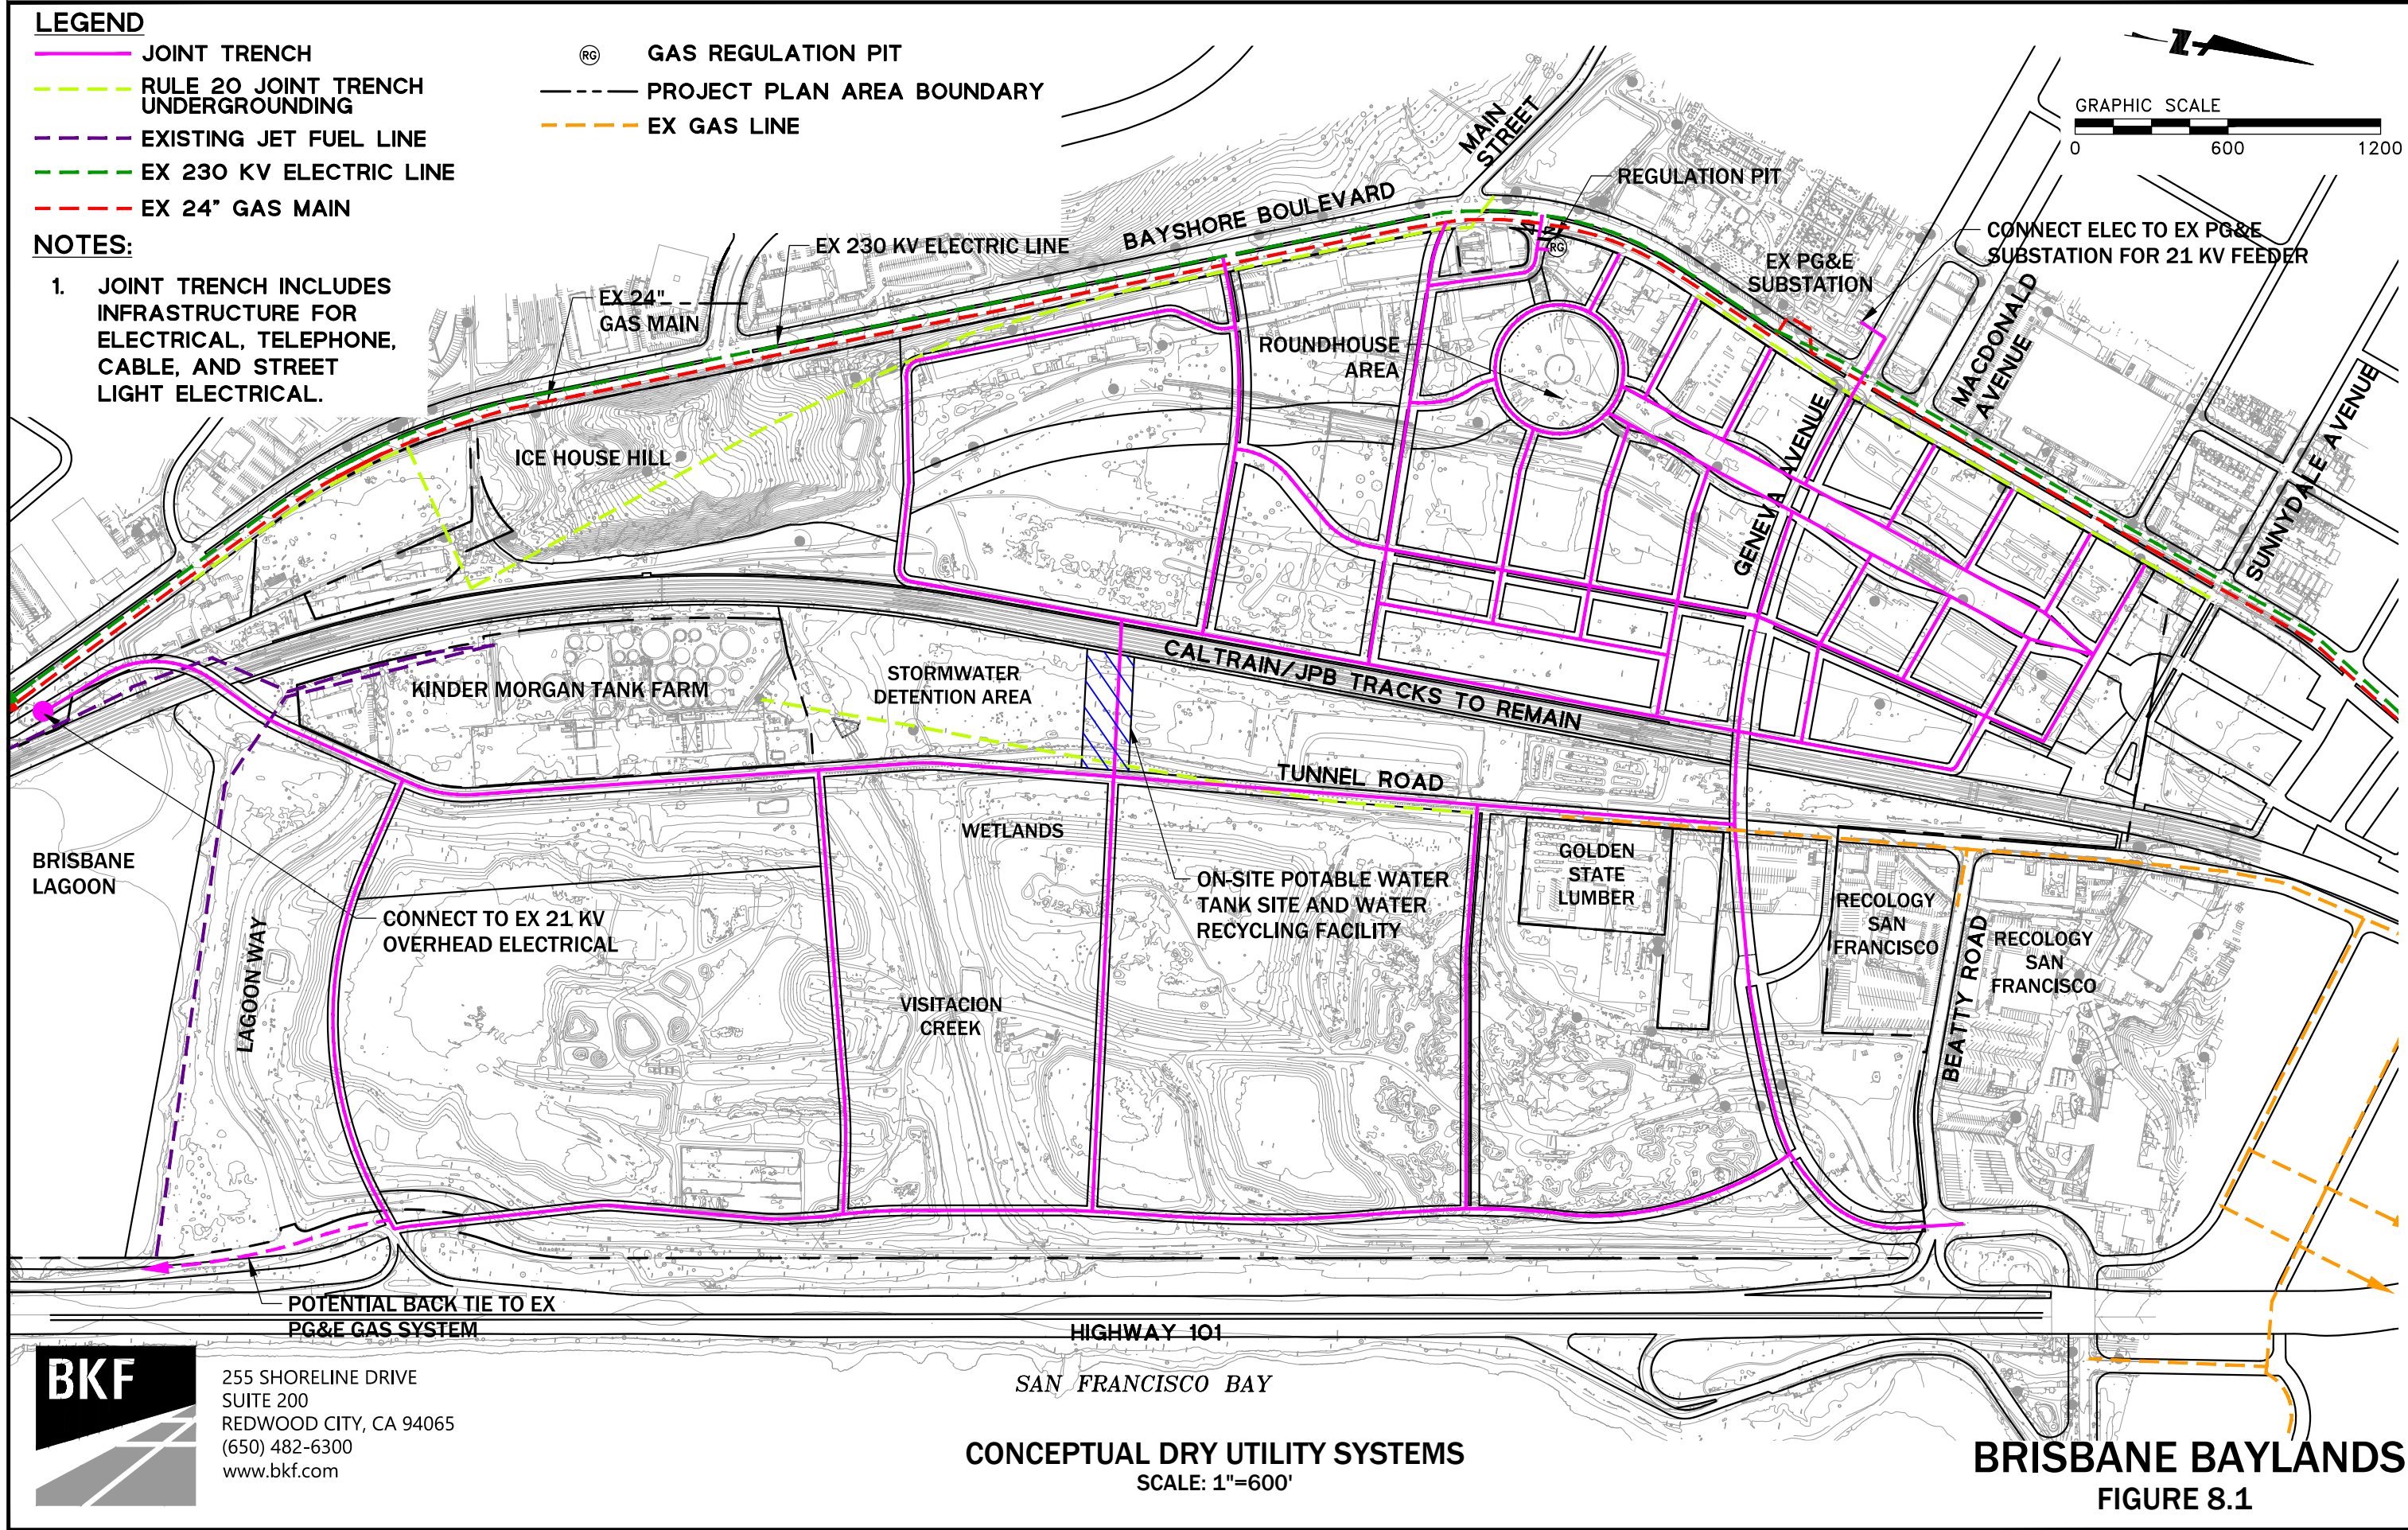 LEGEND
JOINT TRENCH
RULE 20 JOINT TRENCH
UNDERGROUNDING
EXISTING JET FUEL LINE
EX 230 KV ELECTRIC LINE
EX 24" GAS MAIN
RG
GAS REGULATION PIT
PROJECT PLAN AREA BOUNDARY
EX GAS LINE
NOTES:
1. JOINT TRENCH INCLUDES
INFRASTRUCTURE FOR
ELECTRICAL, TELEPHONE,
CABLE, AND STREET
LIGHT ELECTRICAL.
Z
GRAPHIC SCALE
0 600 1200
MAIN
STREET
BAYSHORE BOULEVARD
REGULATION PIT
RG
EX 230 KV ELECTRIC LINE
EX 24"
GAS MAIN
CONNECT ELEC TO EX PG&E
SUBSTATION FOR 21 KV FEEDER
EX PG&E
SUBSTATION
MACDONALD
AVENUE
SUNNYDALE AVENUE
ROUNDHOUSE
AREA
GENEVA AVENUE
ICE HOUSE HILL
KINDER MORGAN TANK FARM
STORMWATER
DETENTION AREA
CALTRAIN/JPB TRACKS TO REMAIN
TUNNEL ROAD
BRISBANE
LAGOON
LAGOON WAY
CONNECT TO EX 21 KV
OVERHEAD ELECTRICAL
WETLANDS
VISITACION
CREEK
ON-SITE POTABLE WATER
TANK SITE AND WATER
RECYCLING FACILITY
GOLDEN
STATE
LUMBER
RECOLOGY
SAN
FRANCISCO
BEATTY ROAD
RECOLOGY
SAN
FRANCISCO
POTENTIAL BACK TIE TO EX
PG&E GAS SYSTEM
HIGHWAY 101
SAN FRANCISCO BAY
BKF
255 SHORELINE DRIVE
SUITE 200
REDWOOD CITY, CA 94065
(650) 482-6300
www.bkf.com
CONCEPTUAL DRY UTILITY SYSTEMS
SCALE: 1"=600'
BRISBANE BAYLANDS
FIGURE 8.1